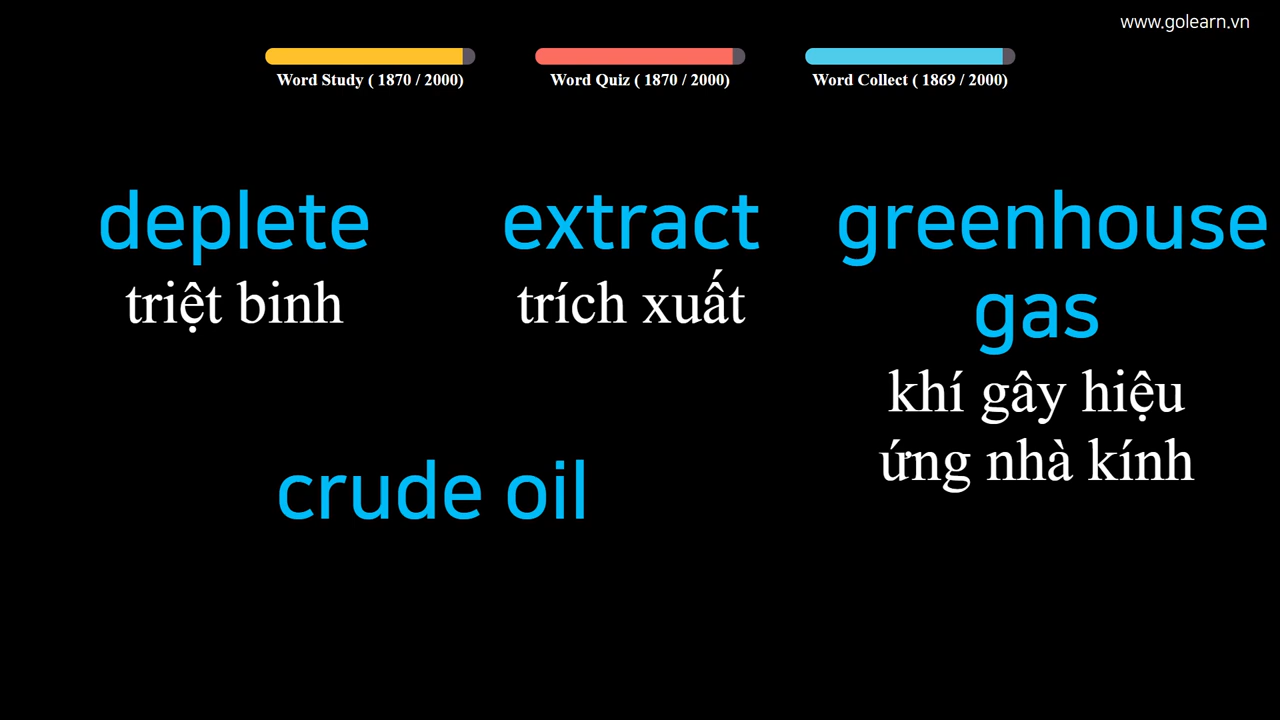 www.golearn.vn
Word Study ( 1870 / 2000)
Word Quiz ( 1870 / 2000)
Word Collect ( 1869 / 2000)
deplete
triệt binh
extract
trích xuất
greenhouse
gas
khí gây hiệu
ứng nhà kính
crude oil